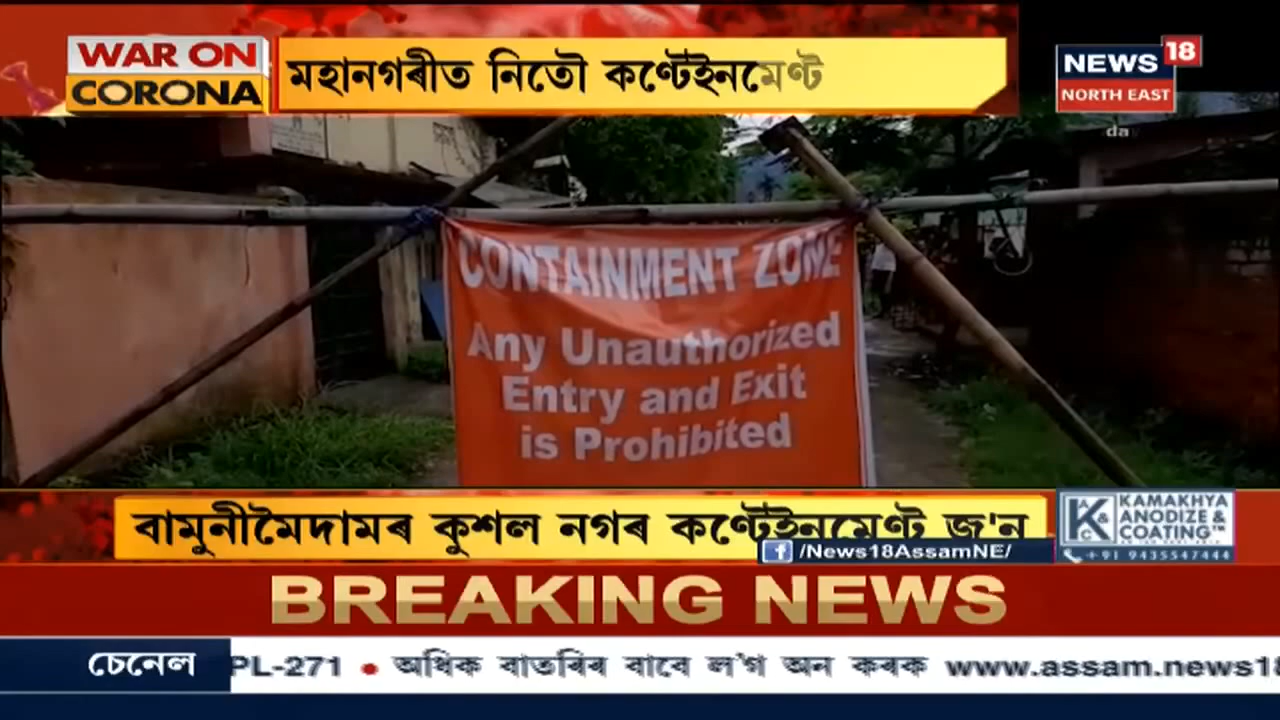 WAR ON
CORONA
মহানগৰীত নিতৌ কণ্টেইনমেণ্ট
NEWS 18
NORTH EAST
da
CONTAINMENT ZONE
Any Unauthorized
Entry and Exit
is Prohibited
বামুনীমৈদামৰ কুশল নগৰ কণ্টেইনমেণ্ট জ'ন
f /News18AssamNE/
K&C
KAMAKHYA
ANODIZE &
COATING™
+91 9435547444
BREAKING NEWS
চেনেল
PL-271 • অধিক বাতৰিৰ বাবে ল'গ অন কৰক www.assam.news18